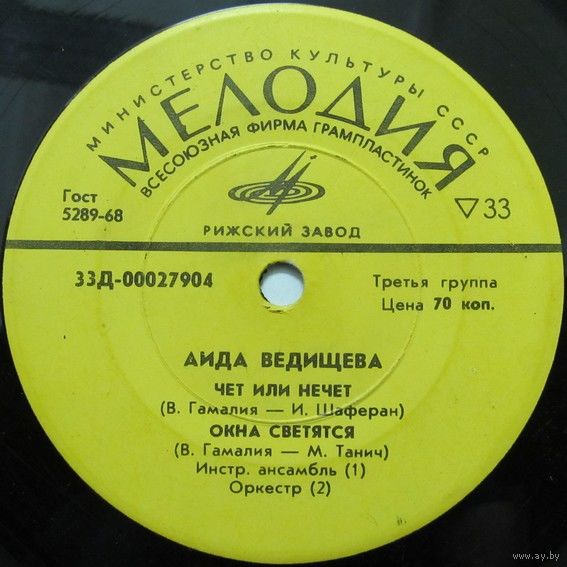 МИНИСТЕРСТВО КУЛЬТУРЫ СССР
МЕЛОДИЯ
ВСЕСОЮЗНАЯ ФИРМА ГРАМПЛАСТИНОК
Гост
5289-68
▽33
РИЖСКИЙ ЗАВОД
33Д-00027904
Третья группа
Цена 70 коп.
АИДА ВЕДИЩЕВА
ЧЕТ ИЛИ НЕЧЕТ
(В. Гамалия — И. Шаферан)
ОКНА СВЕТЯТСЯ
(В. Гамалия — М. Танич)
Инстр. ансамбль (1)
Оркестр (2)
www.ay.by